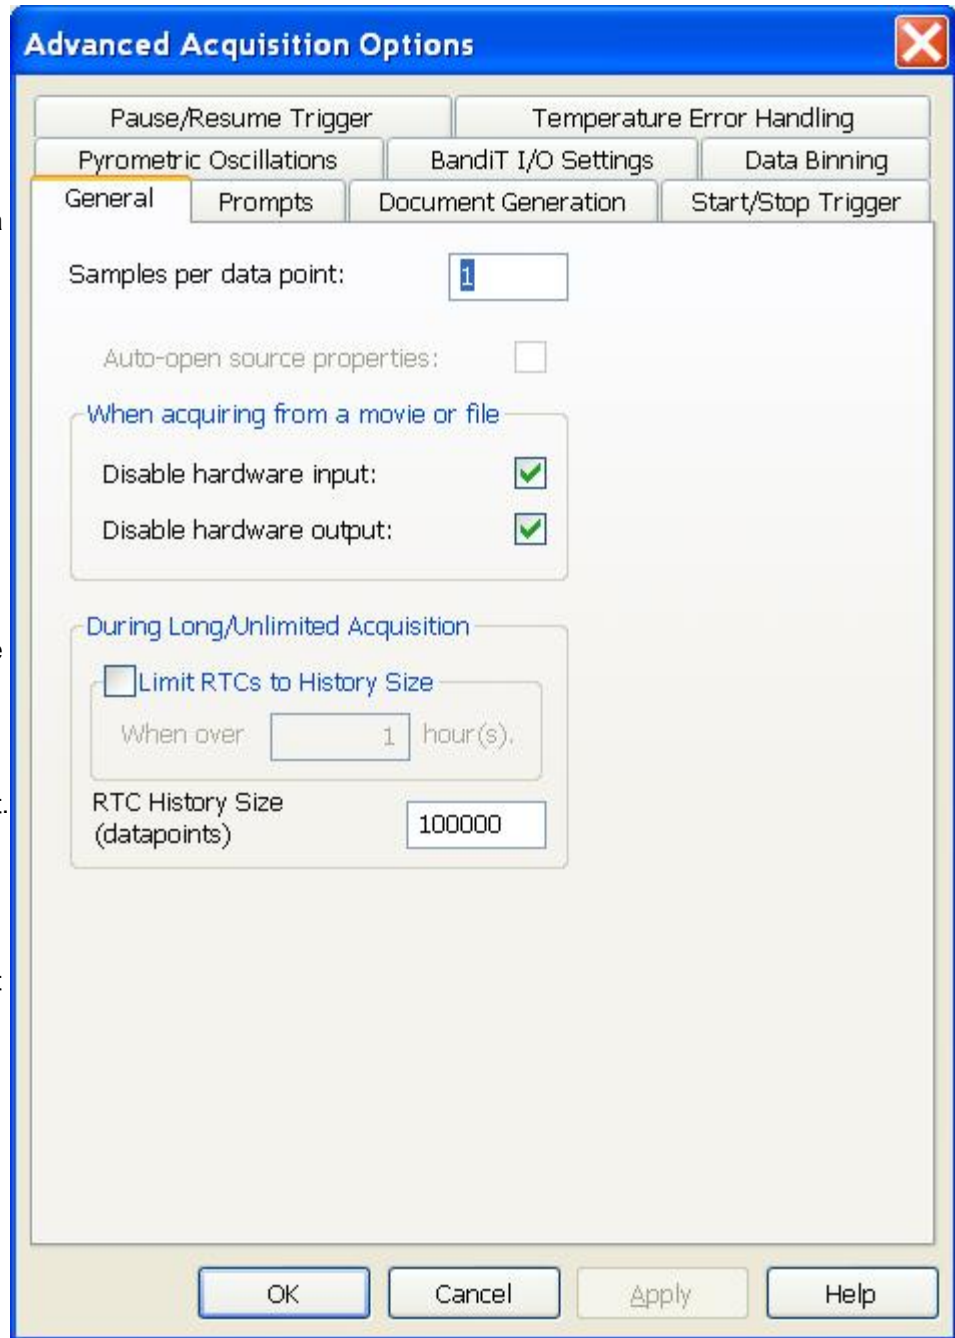 Advanced Acquisition Options
Pause/Resume Trigger Temperature Error Handling
Pyrometric Oscillations BandiT I/O Settings Data Binning
General Prompts Document Generation Start/Stop Trigger
Samples per data point: 1
Auto-open source properties:
When acquiring from a movie or file
Disable hardware input:
Disable hardware output:
During Long/Unlimited Acquisition
Limit RTCs to History Size
When over 1 hour(s).
RTC History Size
(datapoints) 100000
OK Cancel Apply Help